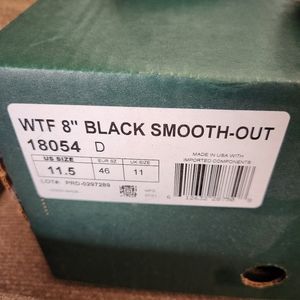 WTF 8" BLACK SMOOTH-OUT
18054 D
US SIZE EUR SZ. UK SIZE
11.5 46 11
MADE IN USA WITH
IMPORTED COMPONENTS
LOT#: PRD-0297289
MFG